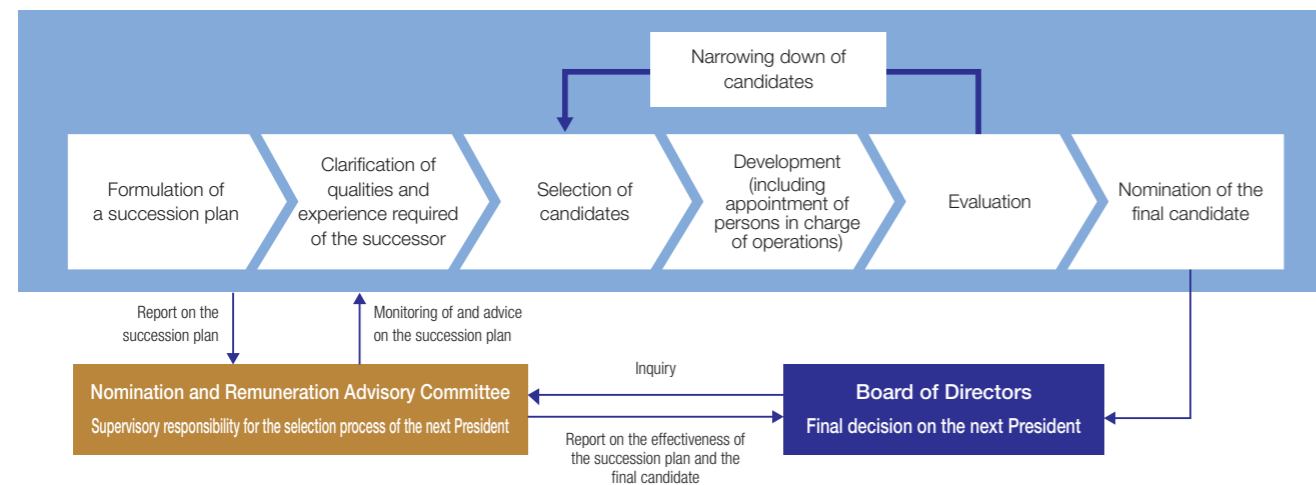 Narrowing down of
candidates
Formulation of
a succession plan
Clarification of
qualities and
experience required
of the successor
Selection of
candidates
Development
(including
appointment of
persons in charge
of operations)
Evaluation
Nomination of the
final candidate
Report on the
succession plan
Monitoring of and advice
on the succession plan
Nomination and Remuneration Advisory Committee
Supervisory responsibility for the selection process of the next President
Inquiry
Report on the effectiveness of
the succession plan and the
final candidate
Board of Directors
Final decision on the next President